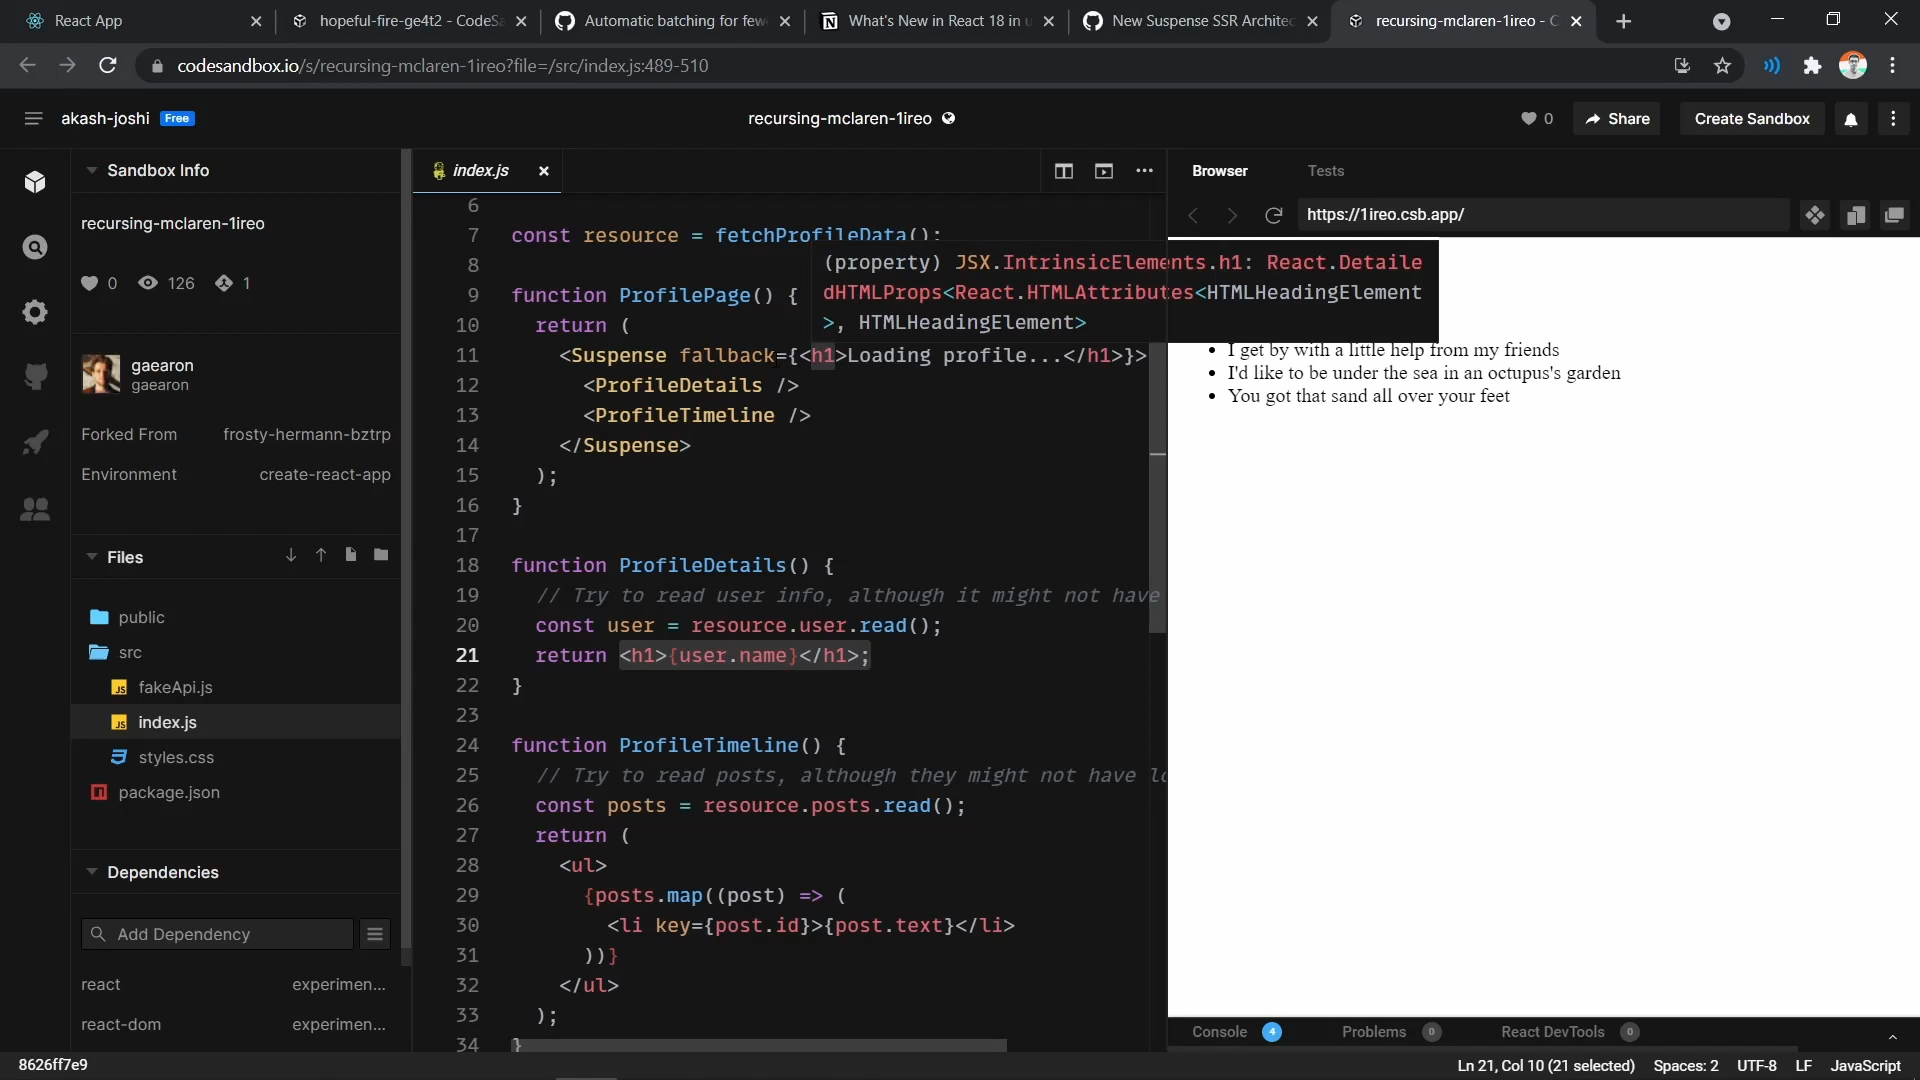 React App
hopeful-fire-ge4t2 - CodeSa
Automatic batching for few
What's New in React 18 in u
New Suspense SSR Architec
recursing-mclaren-1ireo - C
codesandbox.io/s/recursing-mclaren-1ireo?file=/src/index.js:489-510
akash-joshi Free
recursing-mclaren-1ireo
0
Share
Create Sandbox
Sandbox Info
recursing-mclaren-1ireo
0 126 1
gaearon
gaearon
Forked From frosty-hermann-bztrp
Environment create-react-app
Files
public
src
fakeApi.js
index.js
styles.css
package.json
Dependencies
Add Dependency
react experimen...
react-dom experimen...
index.js
6
7 const resource = fetchProfileData();
8
9 function ProfilePage() {
10 return (
11 <Suspense fallback={<h1>Loading profile...</h1>}>
12 <ProfileDetails />
13 <ProfileTimeline />
14 </Suspense>
15 );
16 }
17
18 function ProfileDetails() {
19 // Try to read user info, although it might not have
20 const user = resource.user.read();
21 return <h1>{user.name}</h1>;
22 }
23
24 function ProfileTimeline() {
25 // Try to read posts, although they might not have lo
26 const posts = resource.posts.read();
27 return (
28 <ul>
29 {posts.map((post) => (
30 <li key={post.id}>{post.text}</li>
31 ))}
32 </ul>
33 );
34 }
(property) JSX.IntrinsicElements.h1: React.Detaile
dHTMLProps<React.HTMLAttributes<HTMLHeadingElement
>, HTMLHeadingElement>
Browser Tests
https://1ireo.csb.app/
• I get by with a little help from my friends
• I'd like to be under the sea in an octupus's garden
• You got that sand all over your feet
Console 4 Problems 0 React DevTools 0
8626ff7e9
Ln 21, Col 10 (21 selected) Spaces: 2 UTF-8 LF JavaScript